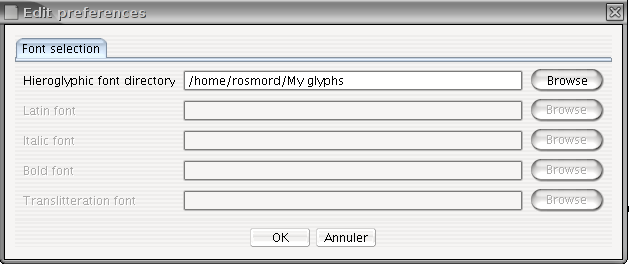 Edit preferences
Font selection
Hieroglyphic font directory /home/rosmord/My glyphs Browse
Latin font Browse
Italic font Browse
Bold font Browse
Translitteration font Browse
OK Annuler